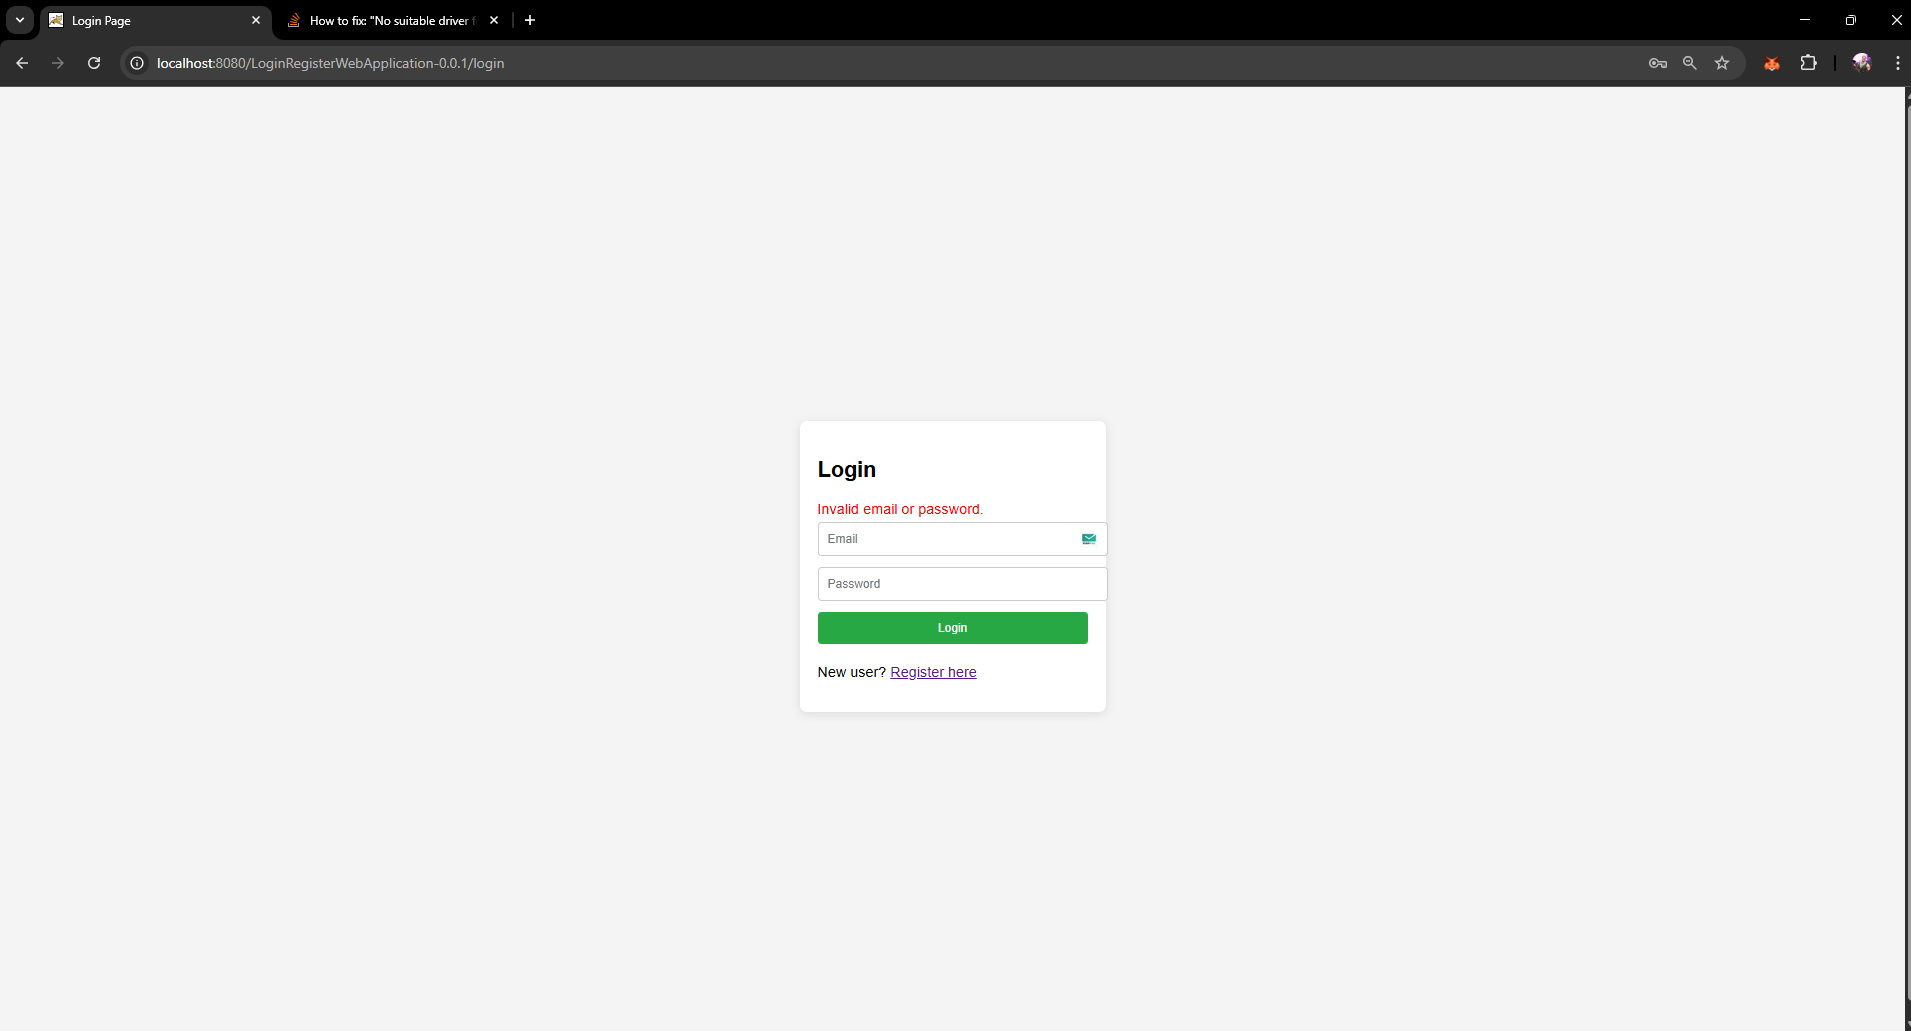 Login Page
How to fix: "No suitable driver
localhost:8080/LoginRegisterWebApplication-0.0.1/login
Login
Invalid email or password.
Email
Password
Login
New user? Register here